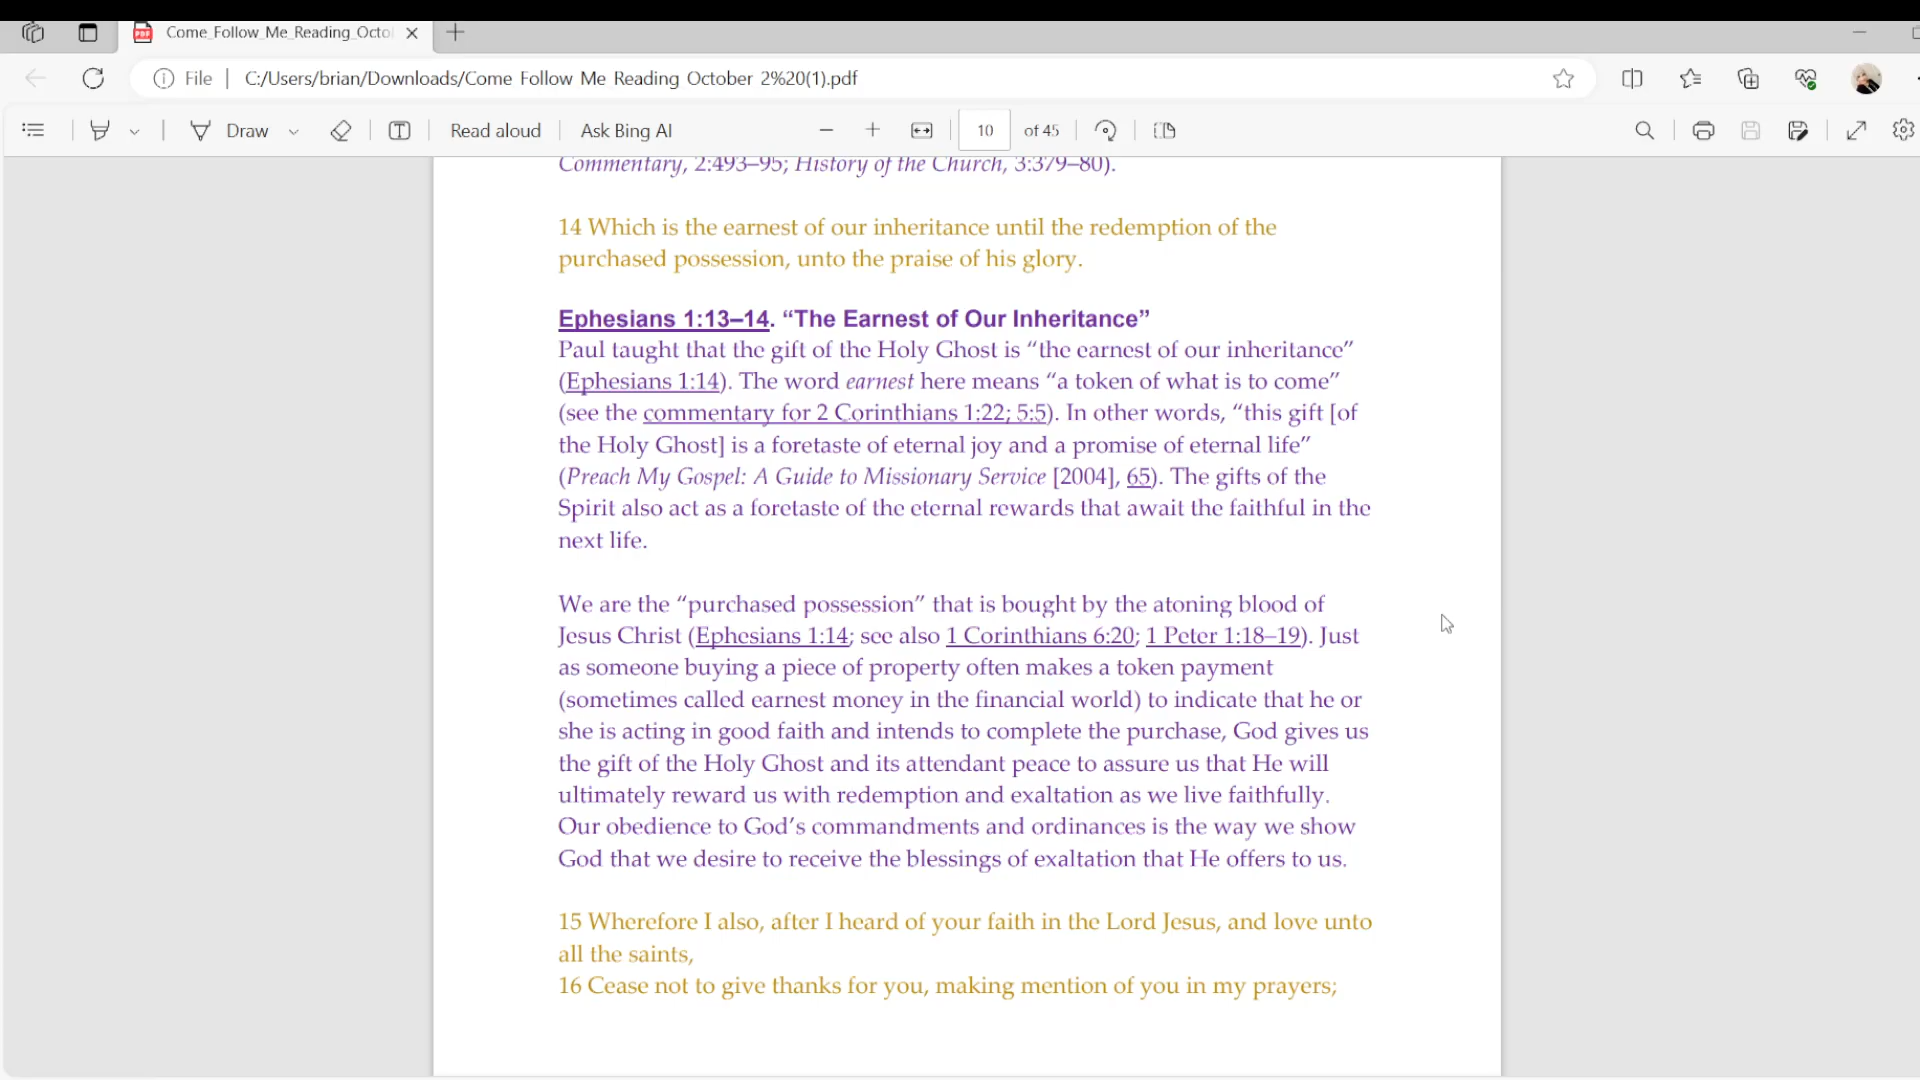 Come_Follow_Me_Reading_Octo
File | C:/Users/brian/Downloads/Come Follow Me Reading October 2%20(1).pdf
Draw Read aloud Ask Bing AI 10 of 45
Commentary, 2:493–95; History of the Church, 3:379–80).
14 Which is the earnest of our inheritance until the redemption of the
purchased possession, unto the praise of his glory.
Ephesians 1:13–14. “The Earnest of Our Inheritance”
Paul taught that the gift of the Holy Ghost is “the earnest of our inheritance”
(Ephesians 1:14). The word earnest here means “a token of what is to come”
(see the commentary for 2 Corinthians 1:22; 5:5). In other words, “this gift [of
the Holy Ghost] is a foretaste of eternal joy and a promise of eternal life”
(Preach My Gospel: A Guide to Missionary Service [2004], 65). The gifts of the
Spirit also act as a foretaste of the eternal rewards that await the faithful in the
next life.
We are the “purchased possession” that is bought by the atoning blood of
Jesus Christ (Ephesians 1:14; see also 1 Corinthians 6:20; 1 Peter 1:18–19). Just
as someone buying a piece of property often makes a token payment
(sometimes called earnest money in the financial world) to indicate that he or
she is acting in good faith and intends to complete the purchase, God gives us
the gift of the Holy Ghost and its attendant peace to assure us that He will
ultimately reward us with redemption and exaltation as we live faithfully.
Our obedience to God’s commandments and ordinances is the way we show
God that we desire to receive the blessings of exaltation that He offers to us.
15 Wherefore I also, after I heard of your faith in the Lord Jesus, and love unto
all the saints,
16 Cease not to give thanks for you, making mention of you in my prayers;